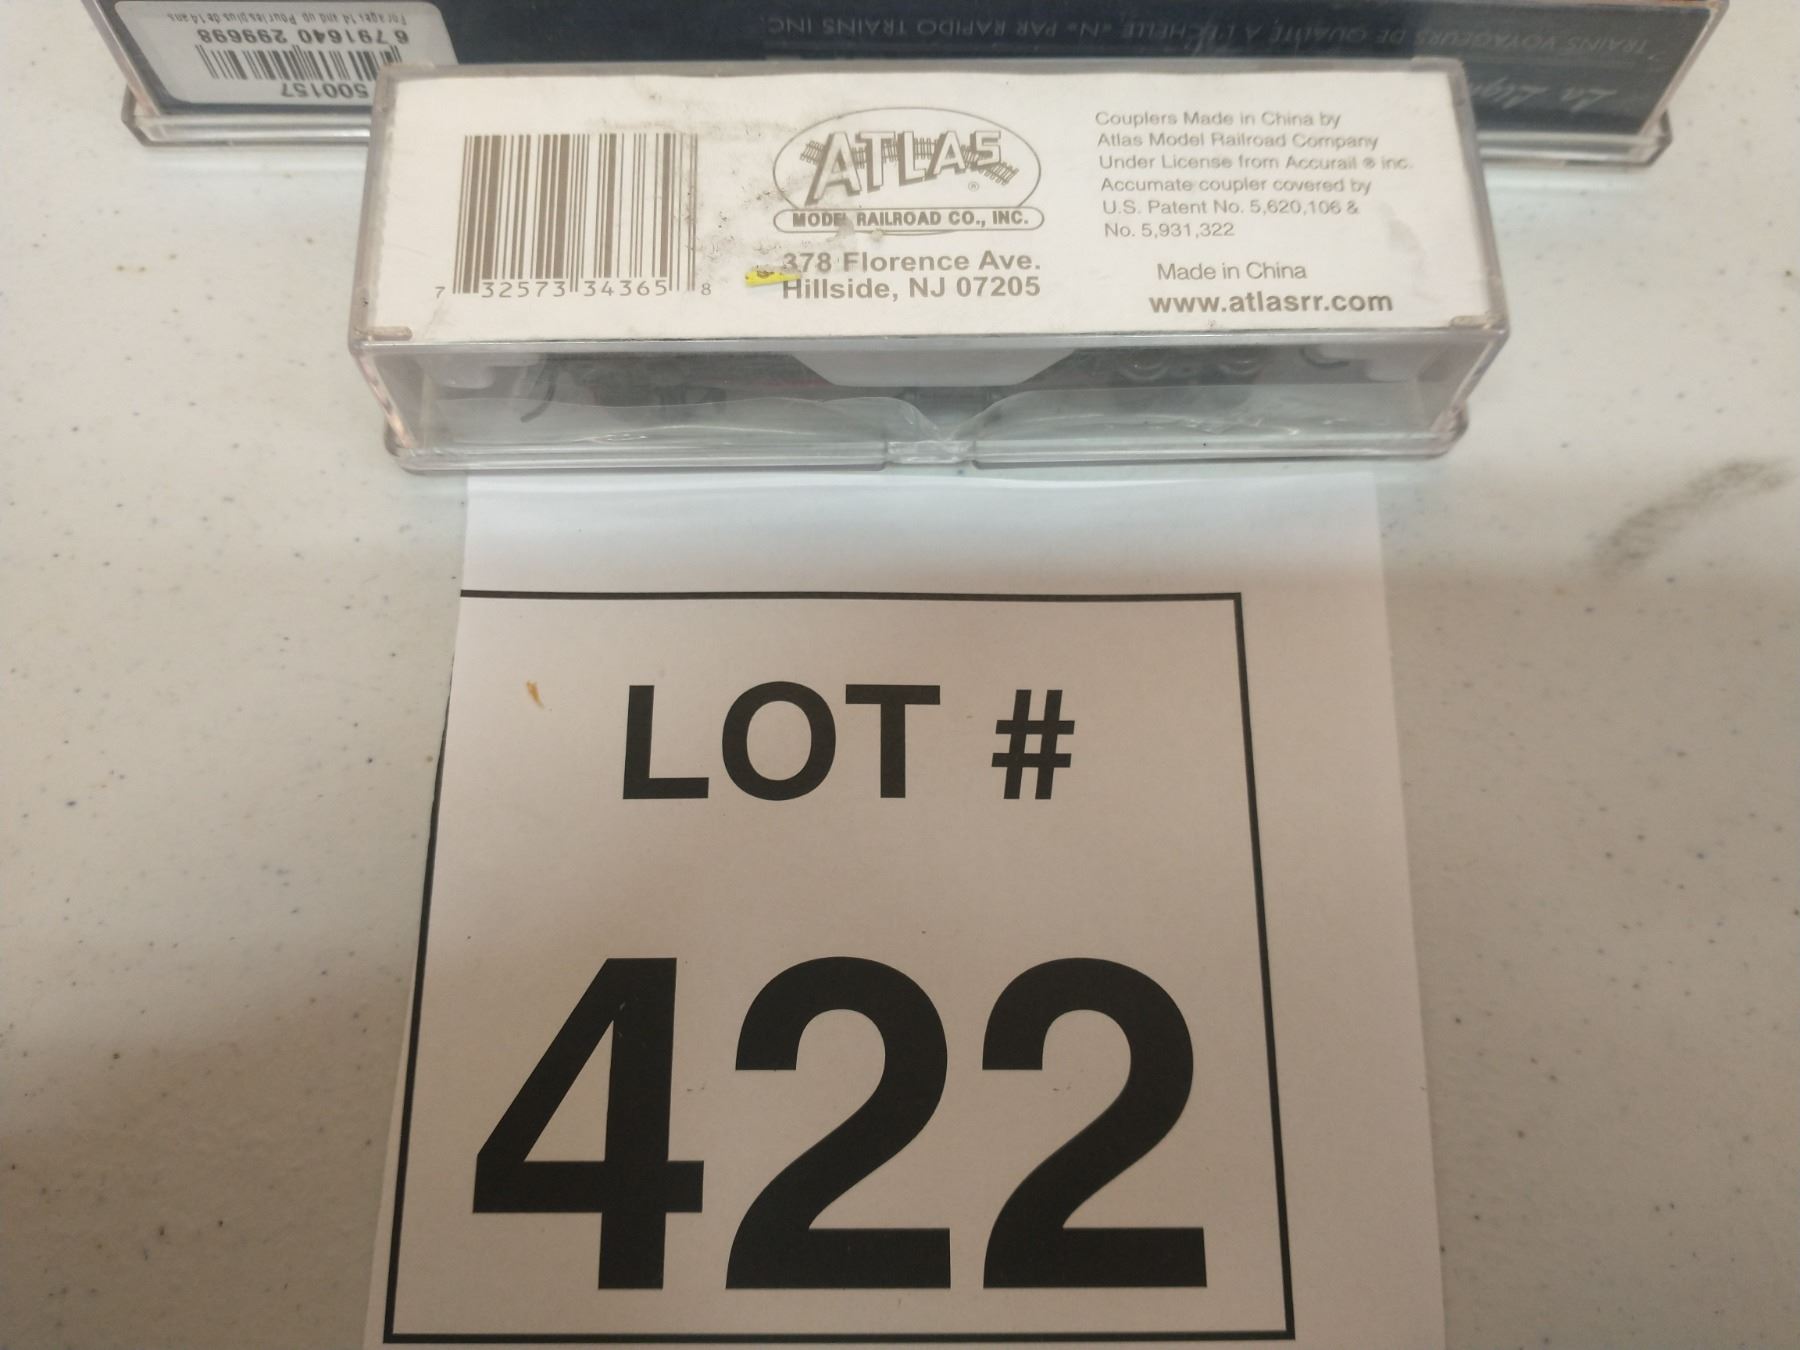 For ages 14 and up Pour les plus de 14 ans
6 791640 299698
500157
TRAINS VOYAGEURS DE QUALITÉ À L'ÉCHELLE «N» PAR RAPIDO TRAINS INC.
La
7 32573 34365 8
ATLAS ®
MODEL RAILROAD CO., INC.
378 Florence Ave.
Hillside, NJ 07205
Couplers Made in China by
Atlas Model Railroad Company
Under License from Accurail ® inc.
Accumate coupler covered by
U.S. Patent No. 5,620,106 &
No. 5,931,322
Made in China
www.atlasrr.com
LOT #
422